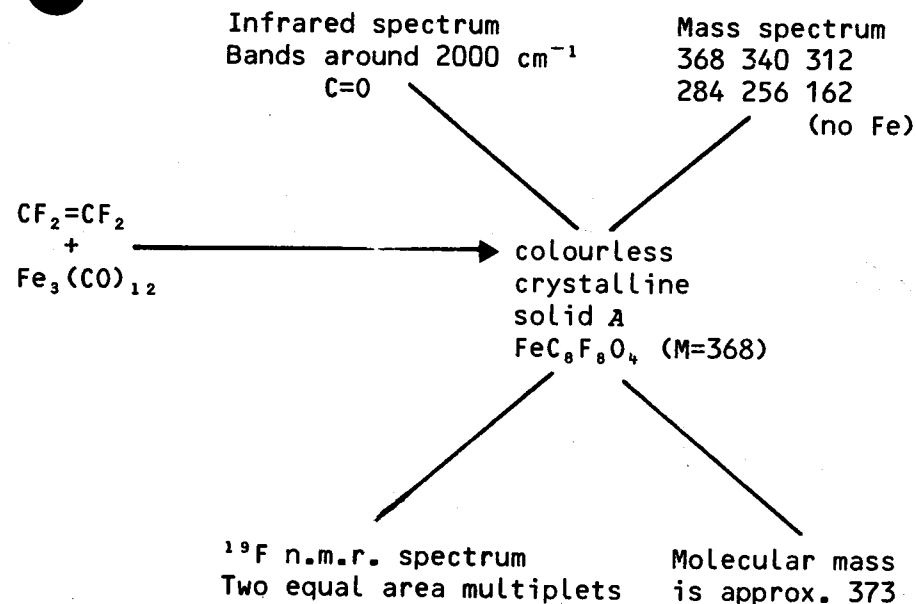 Infrared spectrum
Bands around 2000 cm⁻¹
C=O
Mass spectrum
368 340 312
284 256 162
(no Fe)
CF₂=CF₂
+
Fe₃(CO)₁₂
colourless
crystalline
solid A
FeC₈F₈O₄ (M=368)
¹⁹F n.m.r. spectrum
Two equal area multiplets
Molecular mass
is approx. 373